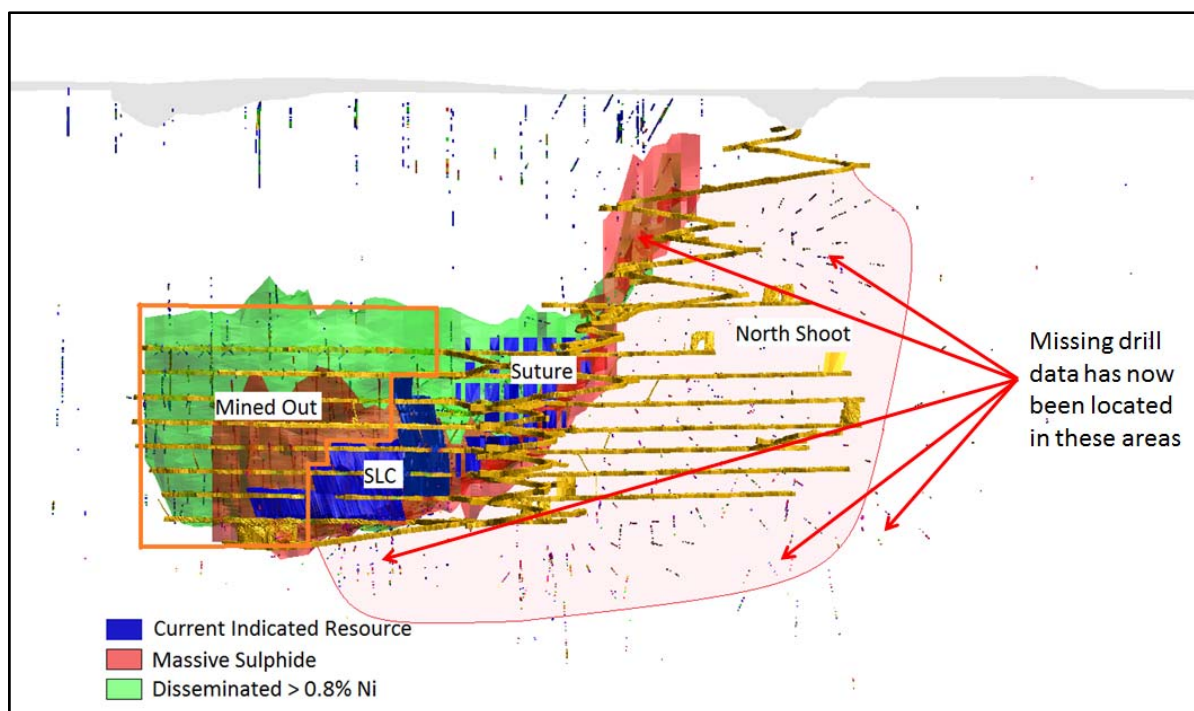 North Shoot
Suture
Mined Out
SLC
Missing drill
data has now
been located
in these areas
Current Indicated Resource
Massive Sulphide
Disseminated > 0.8% Ni